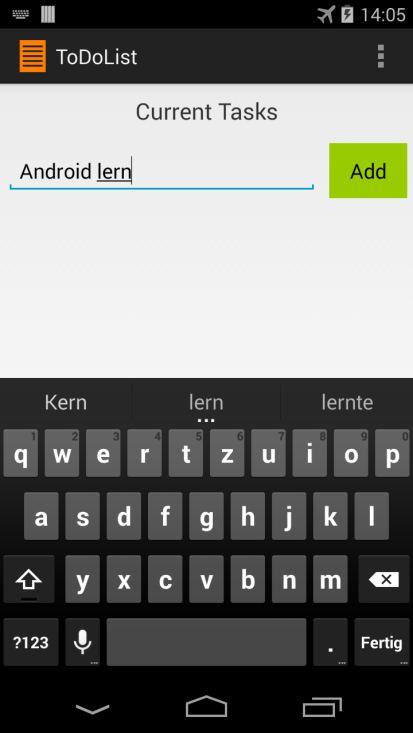 14:05
ToDoList
Current Tasks
Android lern
Add
Kern lern lernte
1 2 3 4 5 6 7 8 9 0
q w e r t z u i o p
a s d f g h j k l
y x c v b n m
?123 . Fertig